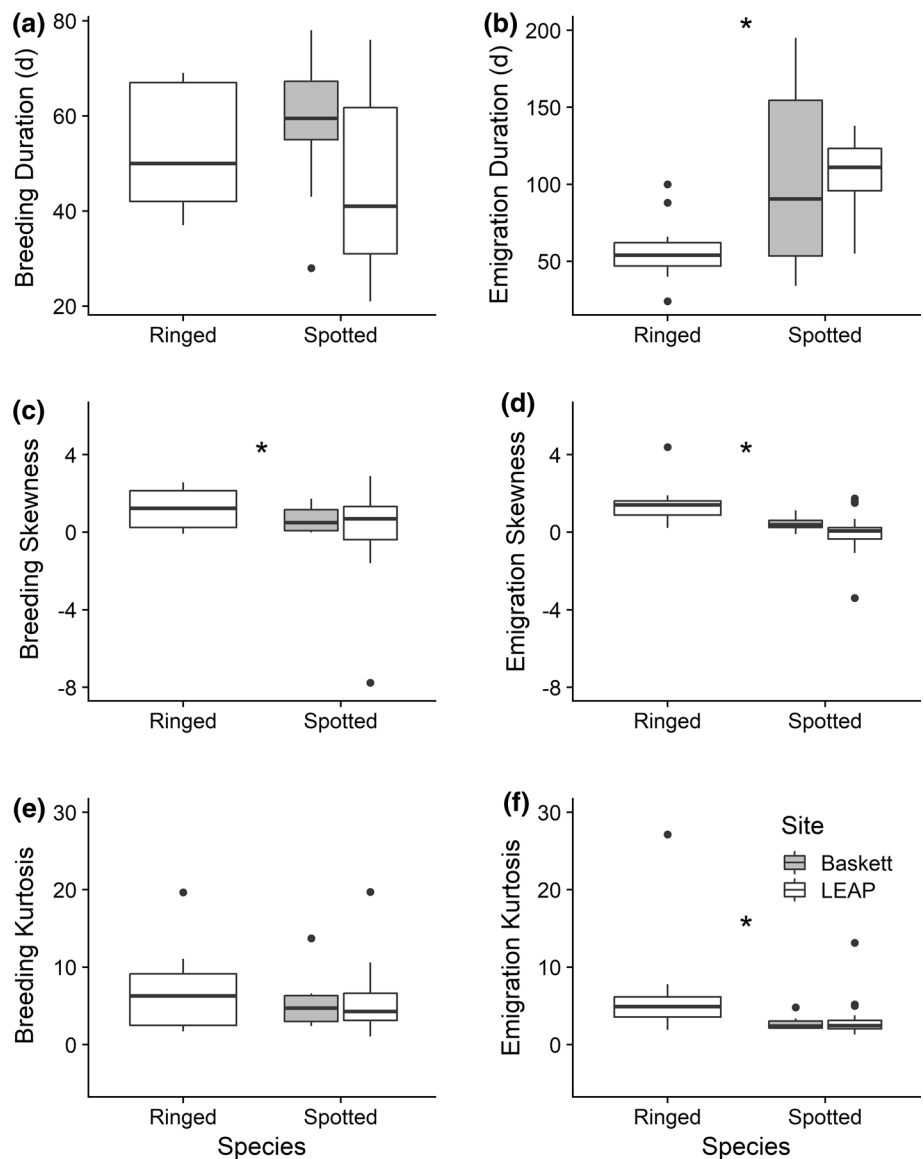 (a)
80
60
40
20
Breeding Duration (d)
Ringed
Spotted
(b)
*
200
150
100
50
Emigration Duration (d)
Ringed
Spotted
(c)
*
4
0
-4
-8
Breeding Skewness
Ringed
Spotted
(d)
*
4
0
-4
-8
Emigration Skewness
Ringed
Spotted
(e)
30
20
10
0
Breeding Kurtosis
Ringed
Spotted
Species
(f)
30
20
10
0
Emigration Kurtosis
*
Site
Baskett
LEAP
Ringed
Spotted
Species